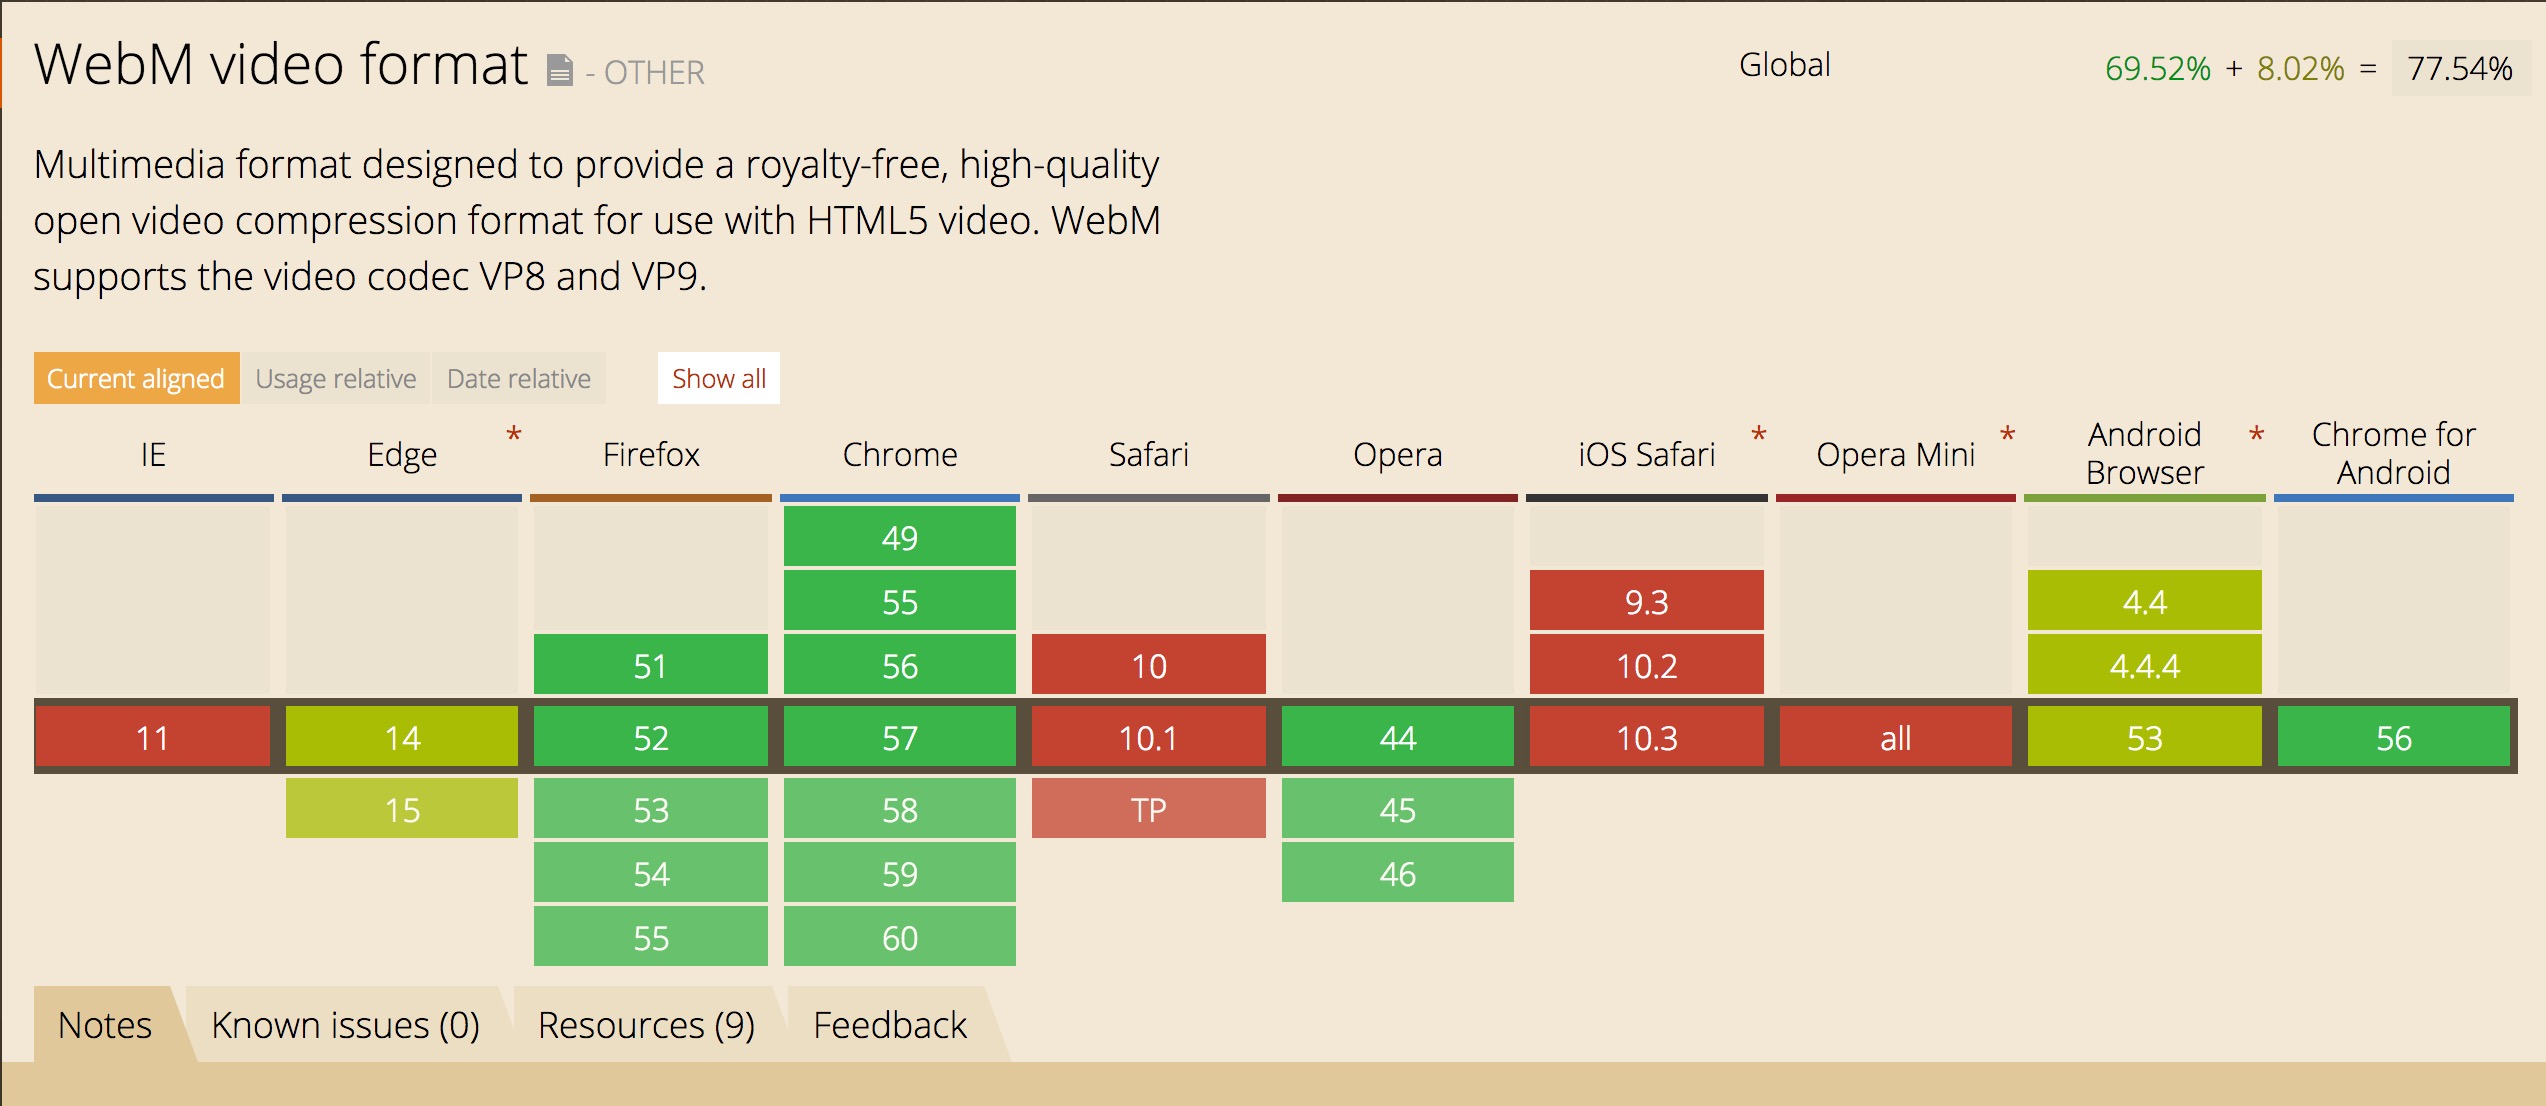 WebM video format - OTHER
Global
69.52% + 8.02% = 77.54%
Multimedia format designed to provide a royalty-free, high-quality
open video compression format for use with HTML5 video. WebM
supports the video codec VP8 and VP9.
Current aligned Usage relative Date relative Show all
IE Edge * Firefox Chrome Safari Opera iOS Safari * Opera Mini * Android Browser * Chrome for Android
49
55 9.3 4.4
51 56 10 10.2 4.4.4
11 14 52 57 10.1 44 10.3 all 53 56
15 53 58 TP 45
54 59 46
55 60
Notes Known issues (0) Resources (9) Feedback